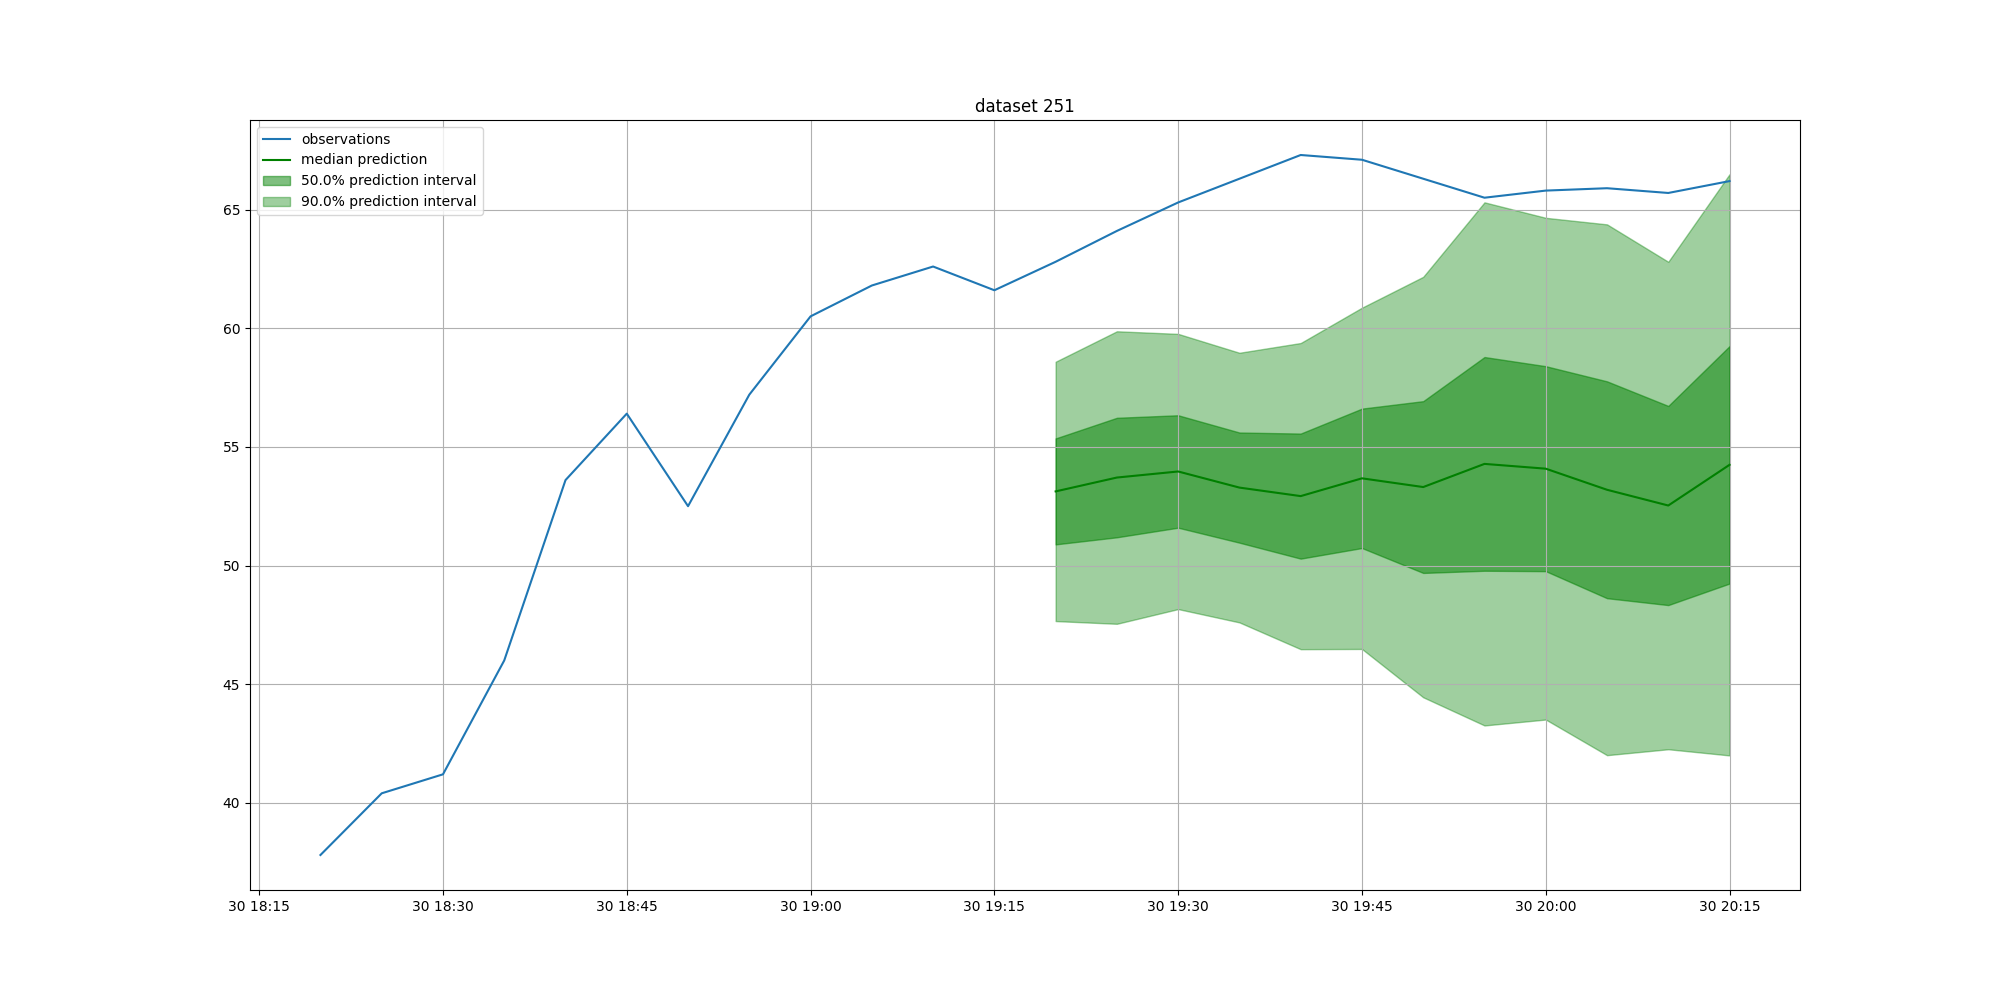 dataset 251
observations
median prediction
50.0% prediction interval
90.0% prediction interval
65
60
55
50
45
40
30 18:15 30 18:30 30 18:45 30 19:00 30 19:15 30 19:30 30 19:45 30 20:00 30 20:15